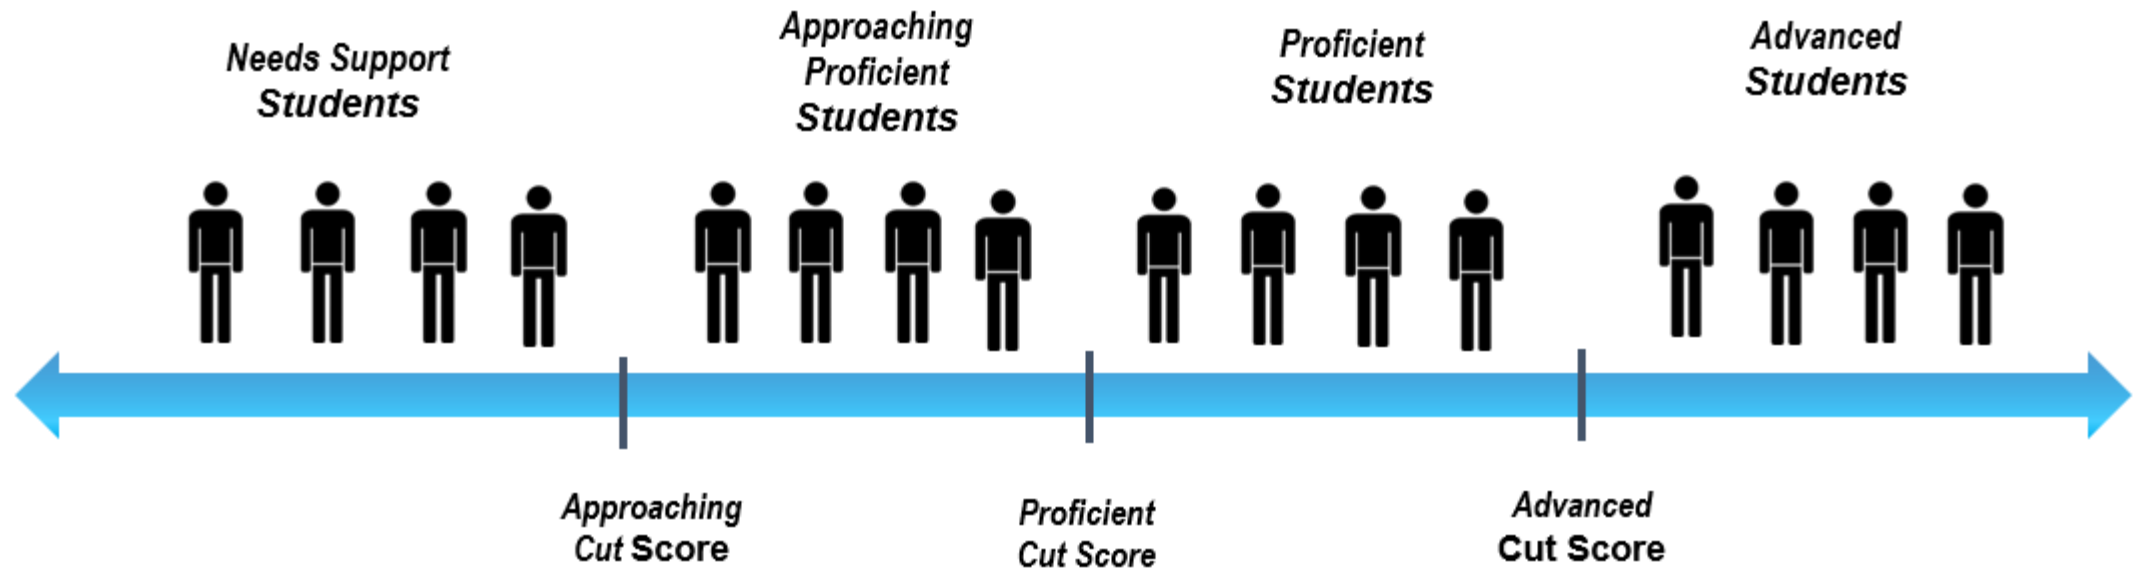 Needs Support
Students
Approaching
Proficient
Students
Proficient
Students
Advanced
Students
Approaching
Cut Score
Proficient
Cut Score
Advanced
Cut Score